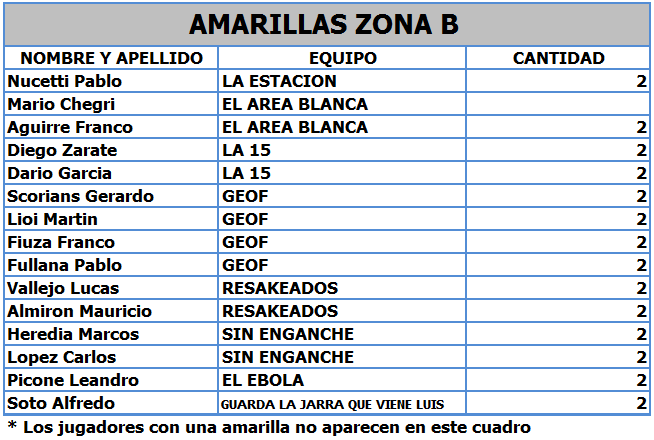 AMARILLAS ZONA B
NOMBRE Y APELLIDO EQUIPO CANTIDAD
Nucetti Pablo LA ESTACION 2
Mario Chegri EL AREA BLANCA
Aguirre Franco EL AREA BLANCA 2
Diego Zarate LA 15 2
Dario Garcia LA 15 2
Scorians Gerardo GEOF 2
Lioi Martin GEOF 2
Fiuza Franco GEOF 2
Fullana Pablo GEOF 2
Vallejo Lucas RESAKEADOS 2
Almiron Mauricio RESAKEADOS 2
Heredia Marcos SIN ENGANCHE 2
Lopez Carlos SIN ENGANCHE 2
Picone Leandro EL EBOLA 2
Soto Alfredo GUARDA LA JARRA QUE VIENE LUIS 2
* Los jugadores con una amarilla no aparecen en este cuadro